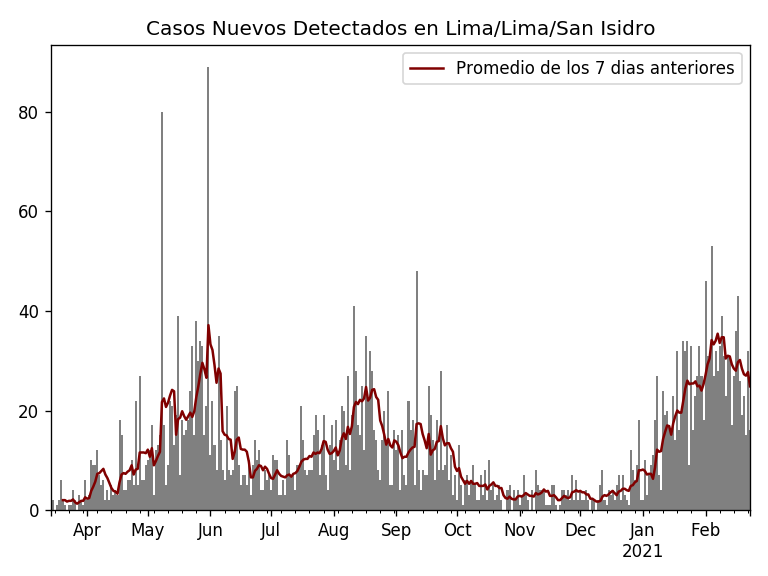 Casos Nuevos Detectados en Lima/Lima/San Isidro
Promedio de los 7 dias anteriores
80
60
40
20
0
Apr May Jun Jul Aug Sep Oct Nov Dec Jan Feb
2021